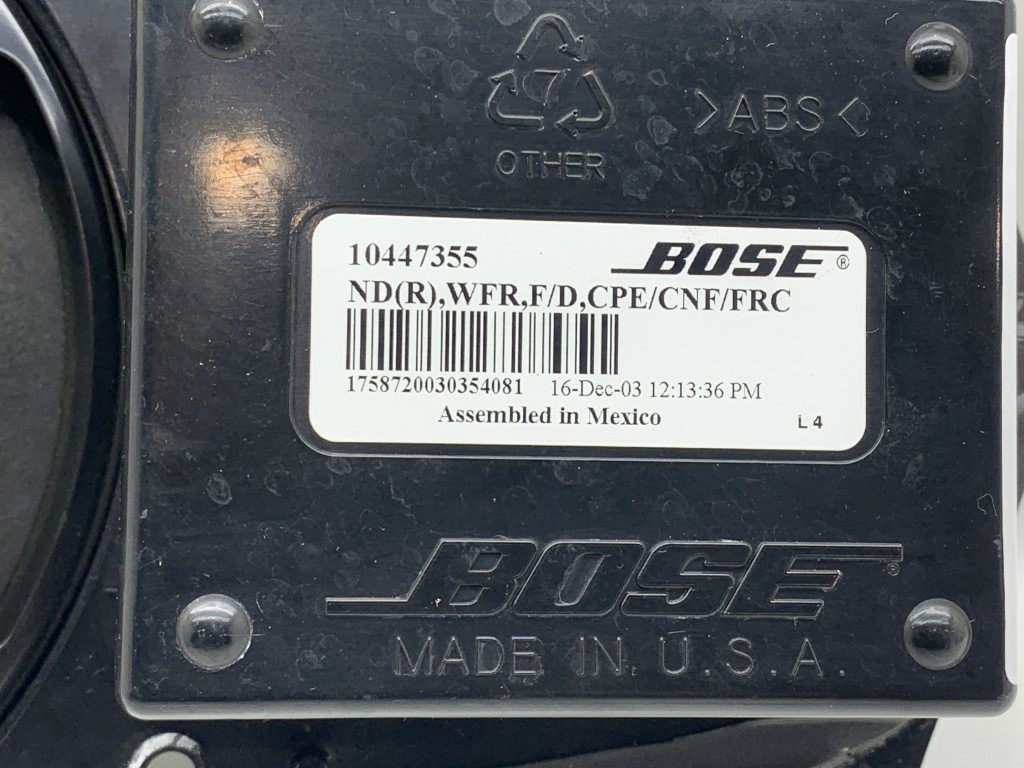 7
>ABS<
OTHER
10447355 BOSE®
ND(R),WFR,F/D,CPE/CNF/FRC
1758720030354081 16-Dec-03 12:13:36 PM
Assembled in Mexico L 4
BOSE®
MADE IN U.S.A.